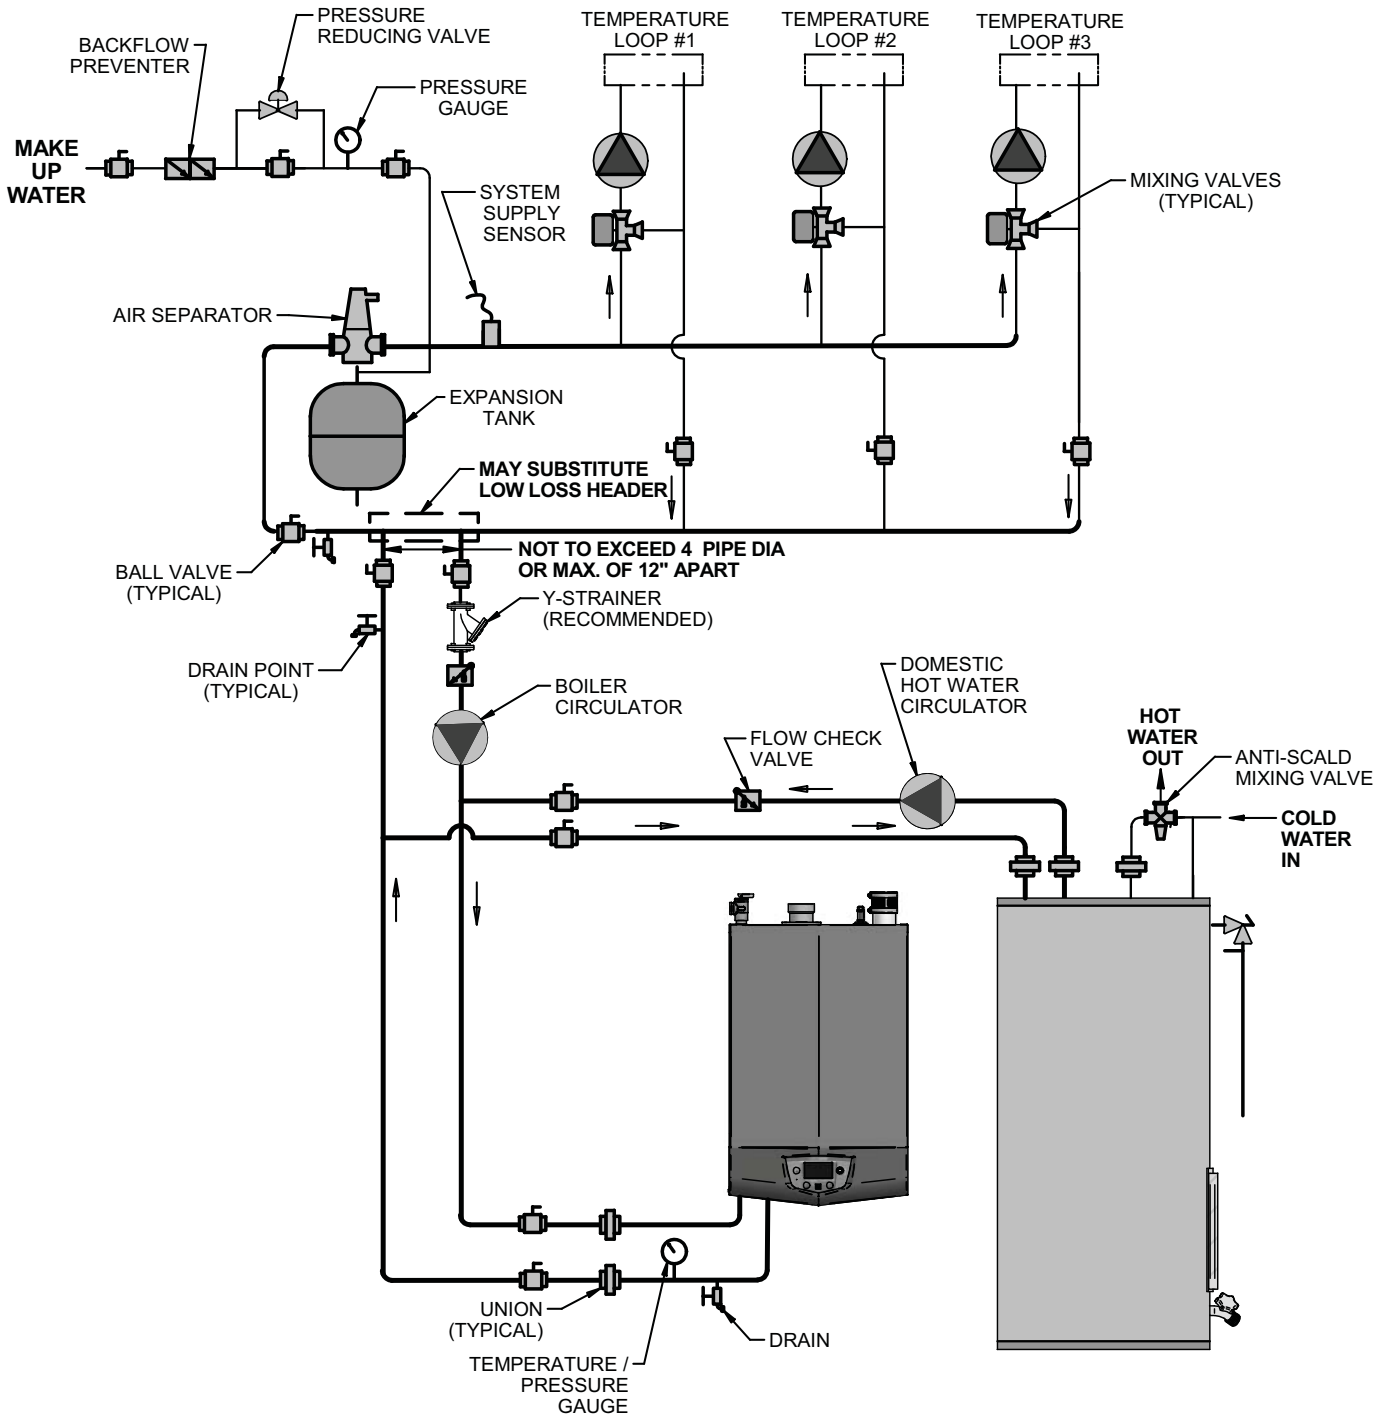 PRESSURE
REDUCING VALVE
BACKFLOW
PREVENTER
PRESSURE
GAUGE
MAKE
UP
WATER
TEMPERATURE
LOOP #1
TEMPERATURE
LOOP #2
TEMPERATURE
LOOP #3
SYSTEM
SUPPLY
SENSOR
MIXING VALVES
(TYPICAL)
AIR SEPARATOR
EXPANSION
TANK
MAY SUBSTITUTE
LOW LOSS HEADER
NOT TO EXCEED 4 PIPE DIA
OR MAX. OF 12" APART
BALL VALVE
(TYPICAL)
Y-STRAINER
(RECOMMENDED)
DRAIN POINT
(TYPICAL)
BOILER
CIRCULATOR
DOMESTIC
HOT WATER
CIRCULATOR
FLOW CHECK
VALVE
HOT
WATER
OUT
ANTI-SCALD
MIXING VALVE
COLD
WATER
IN
UNION
(TYPICAL)
DRAIN
TEMPERATURE /
PRESSURE
GAUGE